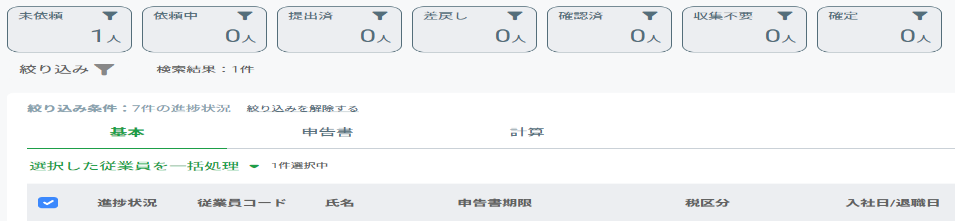 未依頼 依頼中 提出済 差戻し 確認済 収集不要 確定
1人 0人 0人 0人 0人 0人 0人
絞り込み 検索結果：1件
絞り込み条件：7件の進捗状況 絞り込みを解除する
基本 申告書 計算
選択した従業員を一括処理 1件選択中
進捗状況 従業員コード 氏名 申告書期限 税区分 入社日/退職日